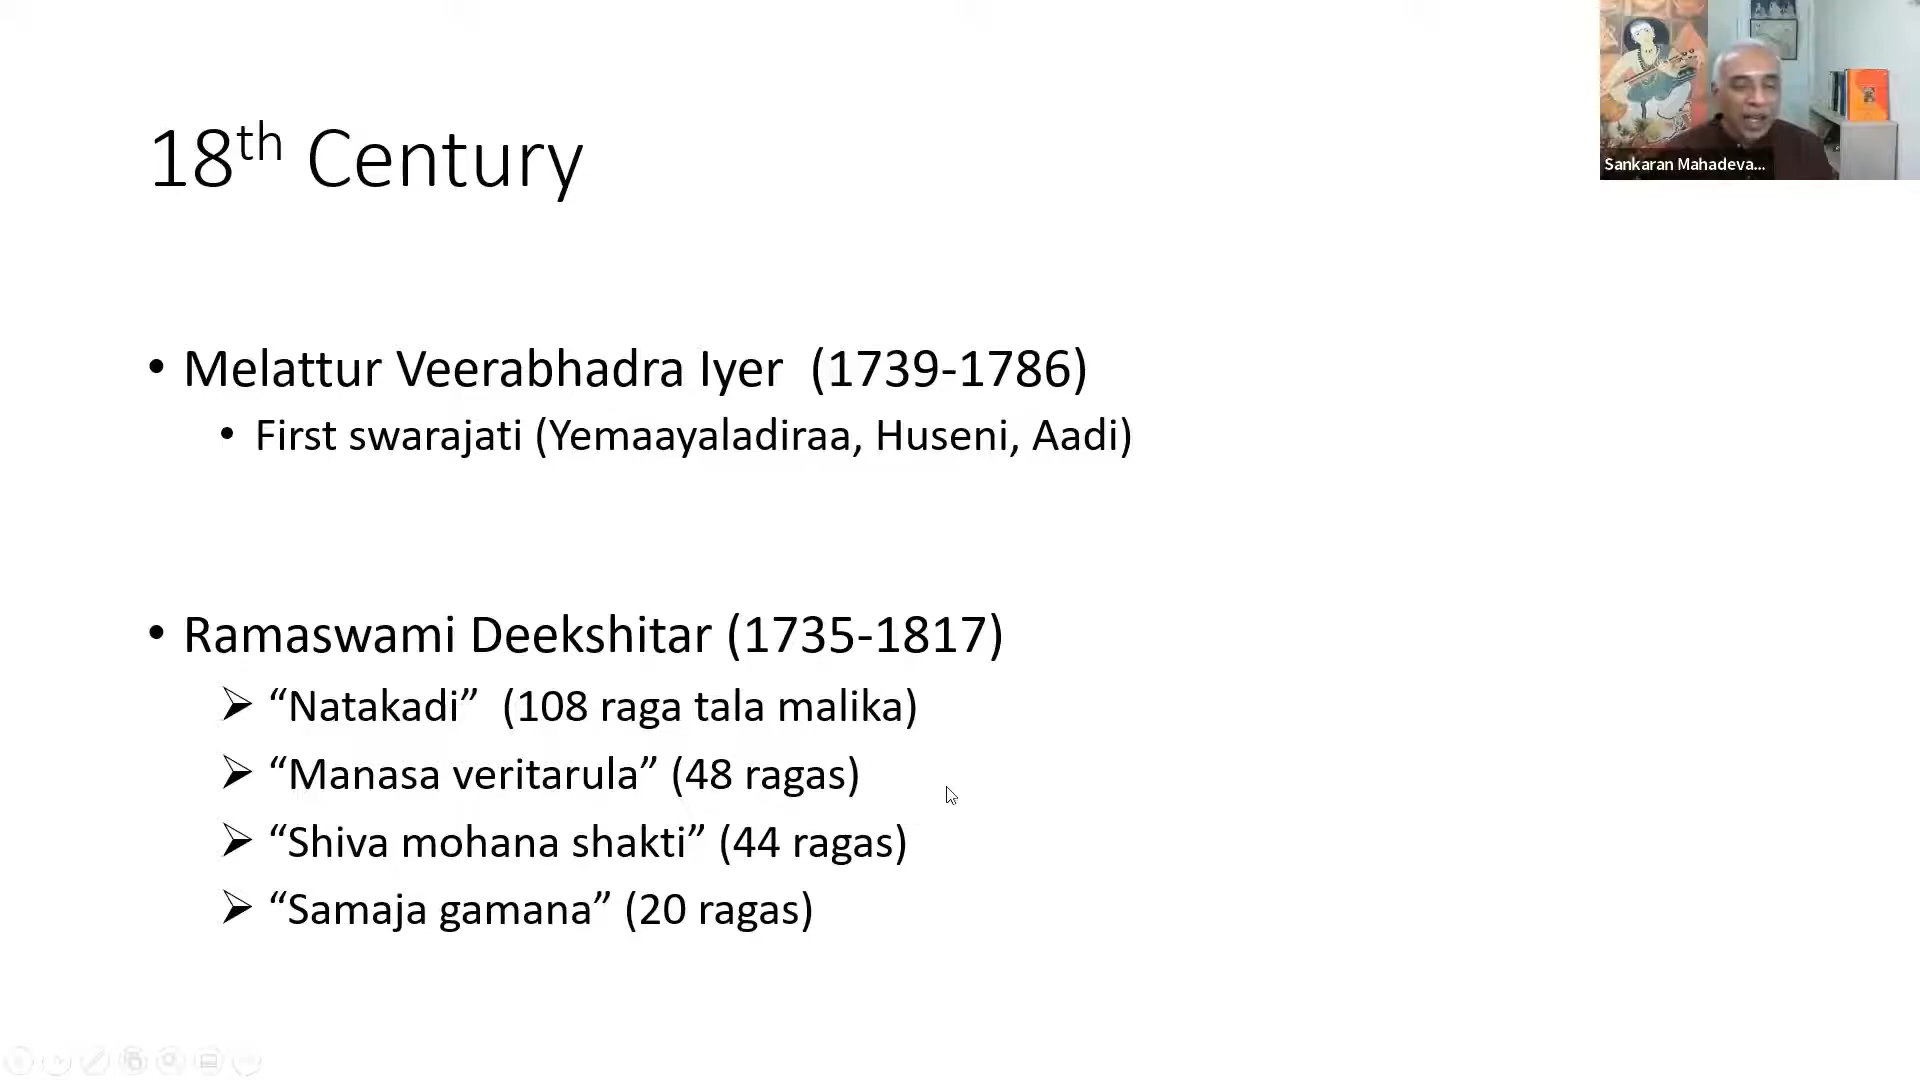 18th Century
• Melattur Veerabhadra Iyer (1739-1786)
• First swarajati (Yemaayaladiraa, Huseni, Aadi)
• Ramaswami Deekshitar (1735-1817)
➢ “Natakadi” (108 raga tala malika)
➢ “Manasa veritarula” (48 ragas)
➢ “Shiva mohana shakti” (44 ragas)
➢ “Samaja gamana” (20 ragas)
Sankaran Mahadeva...